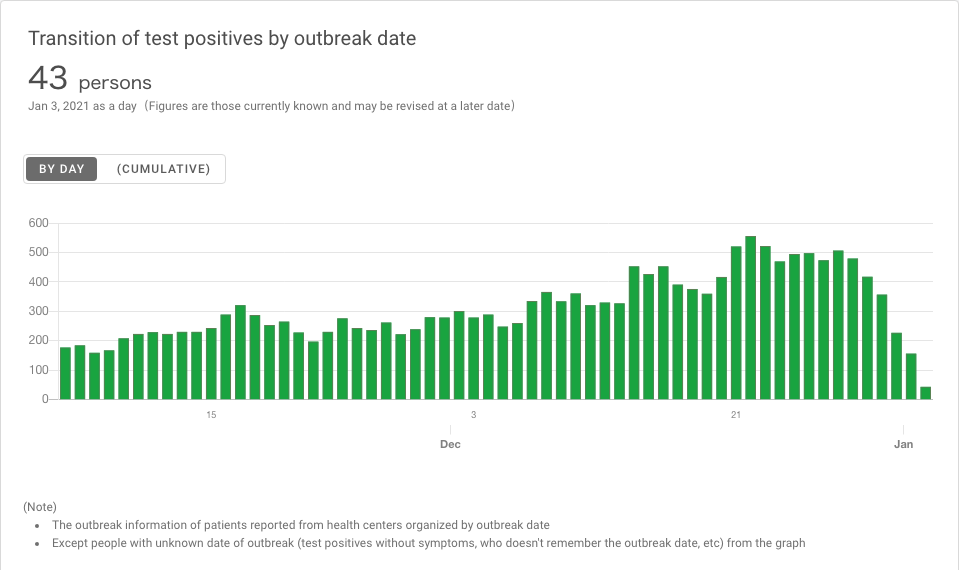 Transition of test positives by outbreak date
43 persons
Jan 3, 2021 as a day（Figures are those currently known and may be revised at a later date）
BY DAY (CUMULATIVE)
600
500
400
300
200
100
0
15 3 21
Dec Jan
(Note)
• The outbreak information of patients reported from health centers organized by outbreak date
• Except people with unknown date of outbreak (test positives without symptoms, who doesn't remember the outbreak date, etc) from the graph